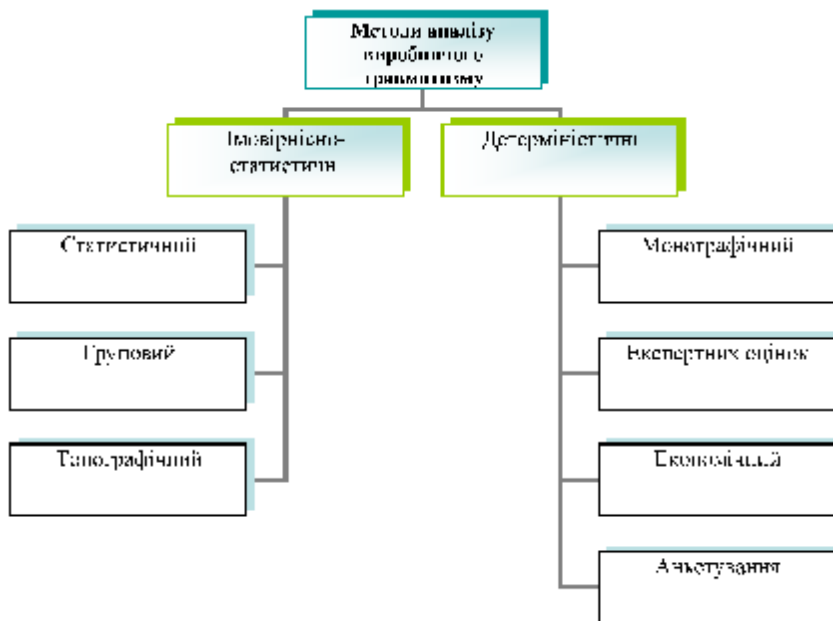 Методи аналізу
виробничого
травматизму
Імовірнісно-
статистичні
Детерміністичні
Статистичний
Монографічний
Груповий
Експертних оцінок
Топографічний
Економічний
Анкетування